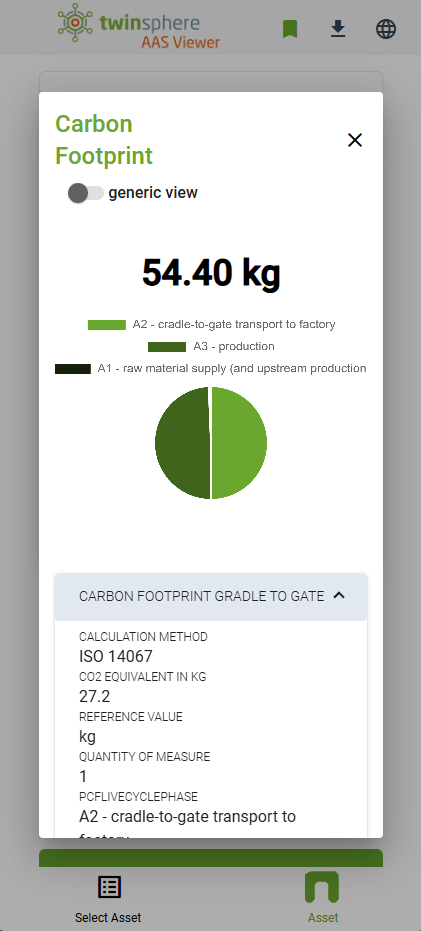 twinsphere
AAS Viewer
Carbon
Footprint
generic view
54.40 kg
A2 - cradle-to-gate transport to factory
A3 - production
A1 - raw material supply (and upstream production
CARBON FOOTPRINT GRADLE TO GATE
CALCULATION METHOD
ISO 14067
CO2 EQUIVALENT IN KG
27.2
REFERENCE VALUE
kg
QUANTITY OF MEASURE
1
PCFLIVECYCLEPHASE
A2 - cradle-to-gate transport to
factory
Select Asset
Asset